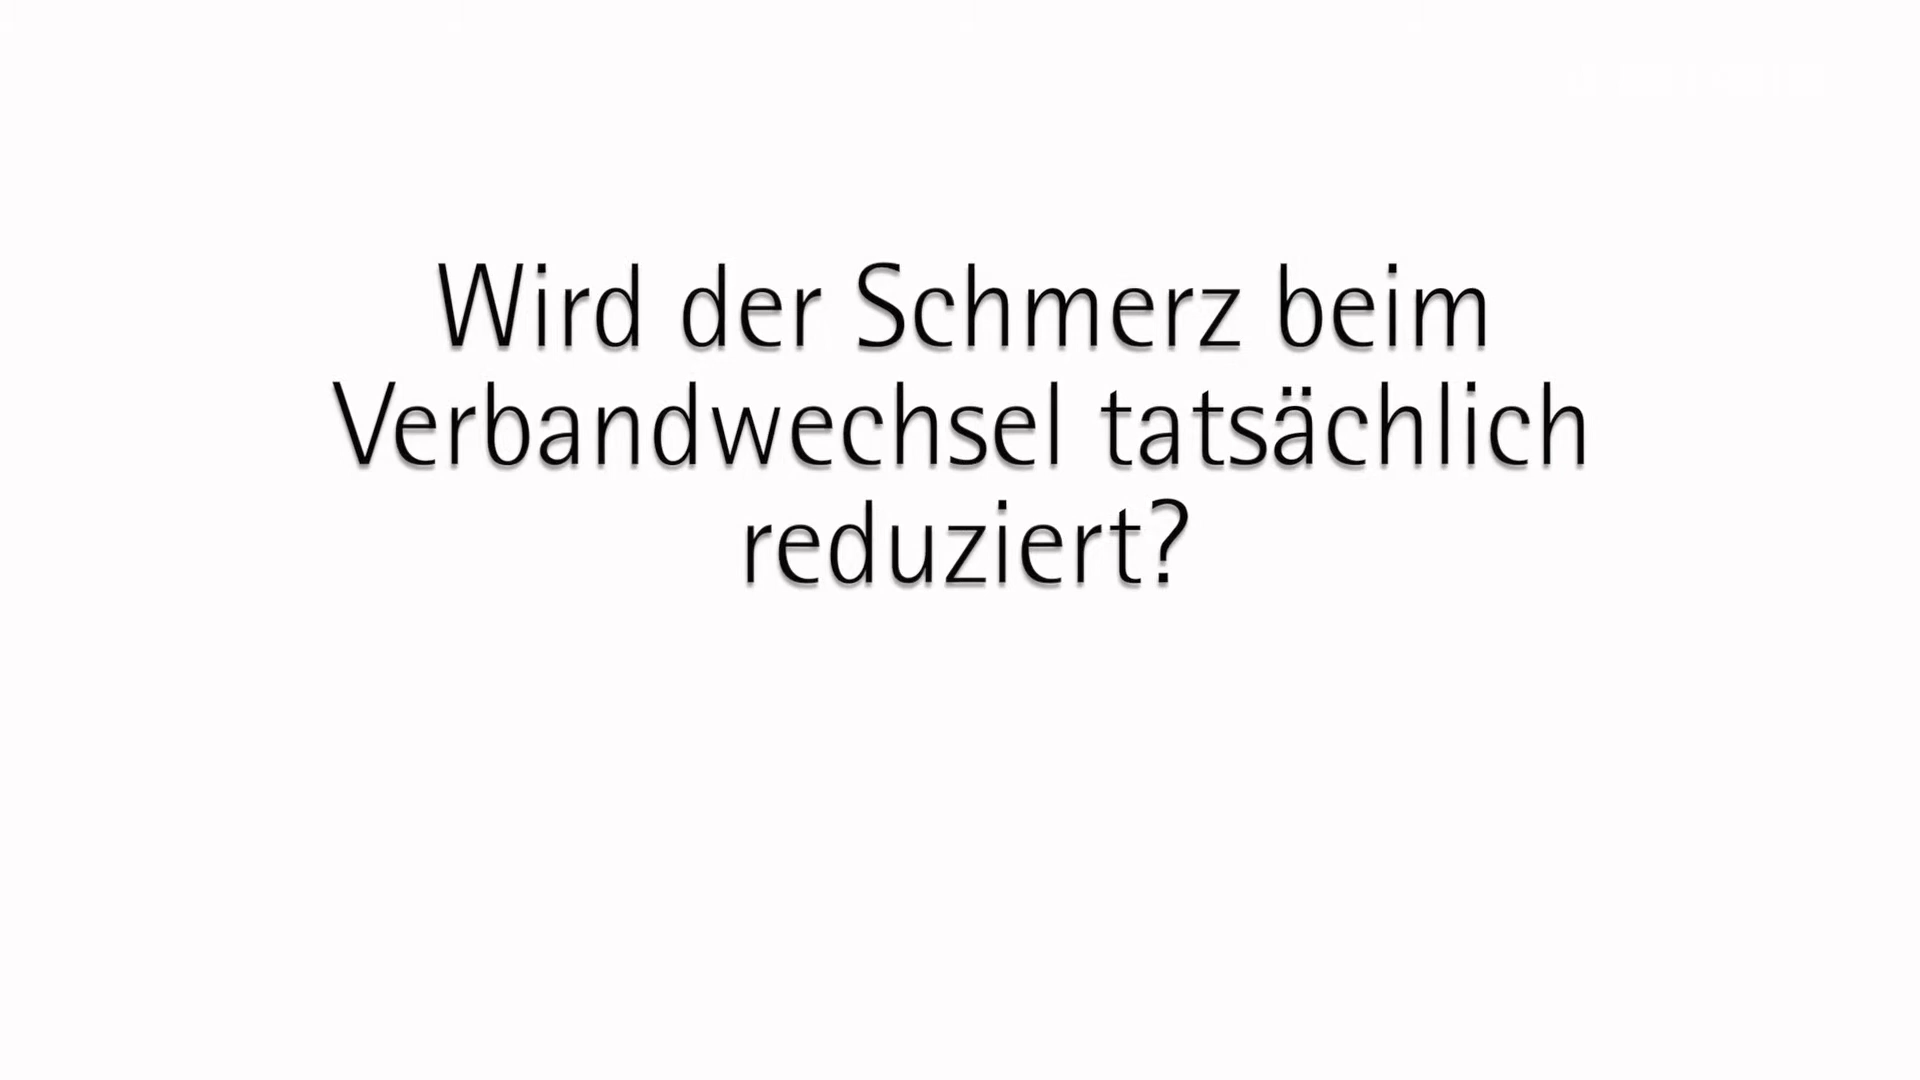 Wird der Schmerz beim
Verbandwechsel tatsächlich
reduziert?